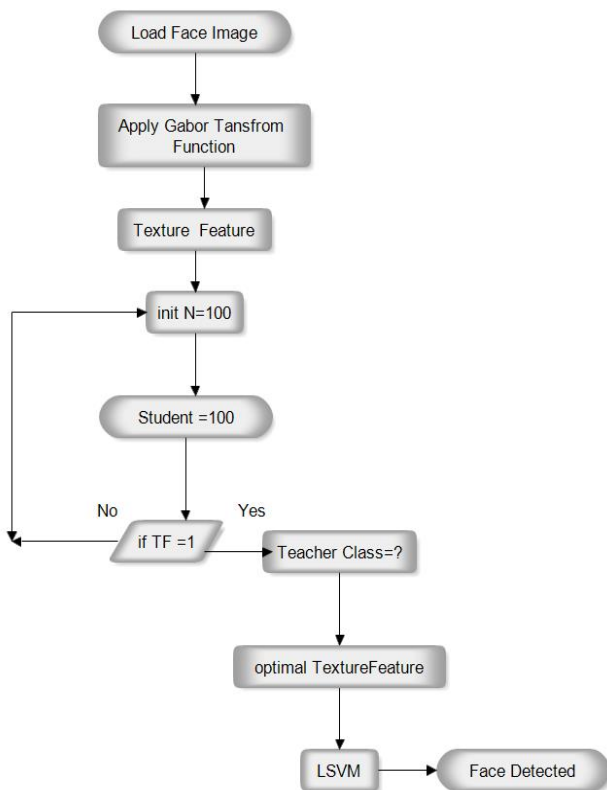 Load Face Image
Apply Gabor Tansfrom
Function
Texture Feature
init N=100
Student =100
No
Yes
if TF =1
Teacher Class=?
optimal TextureFeature
LSVM
Face Detected